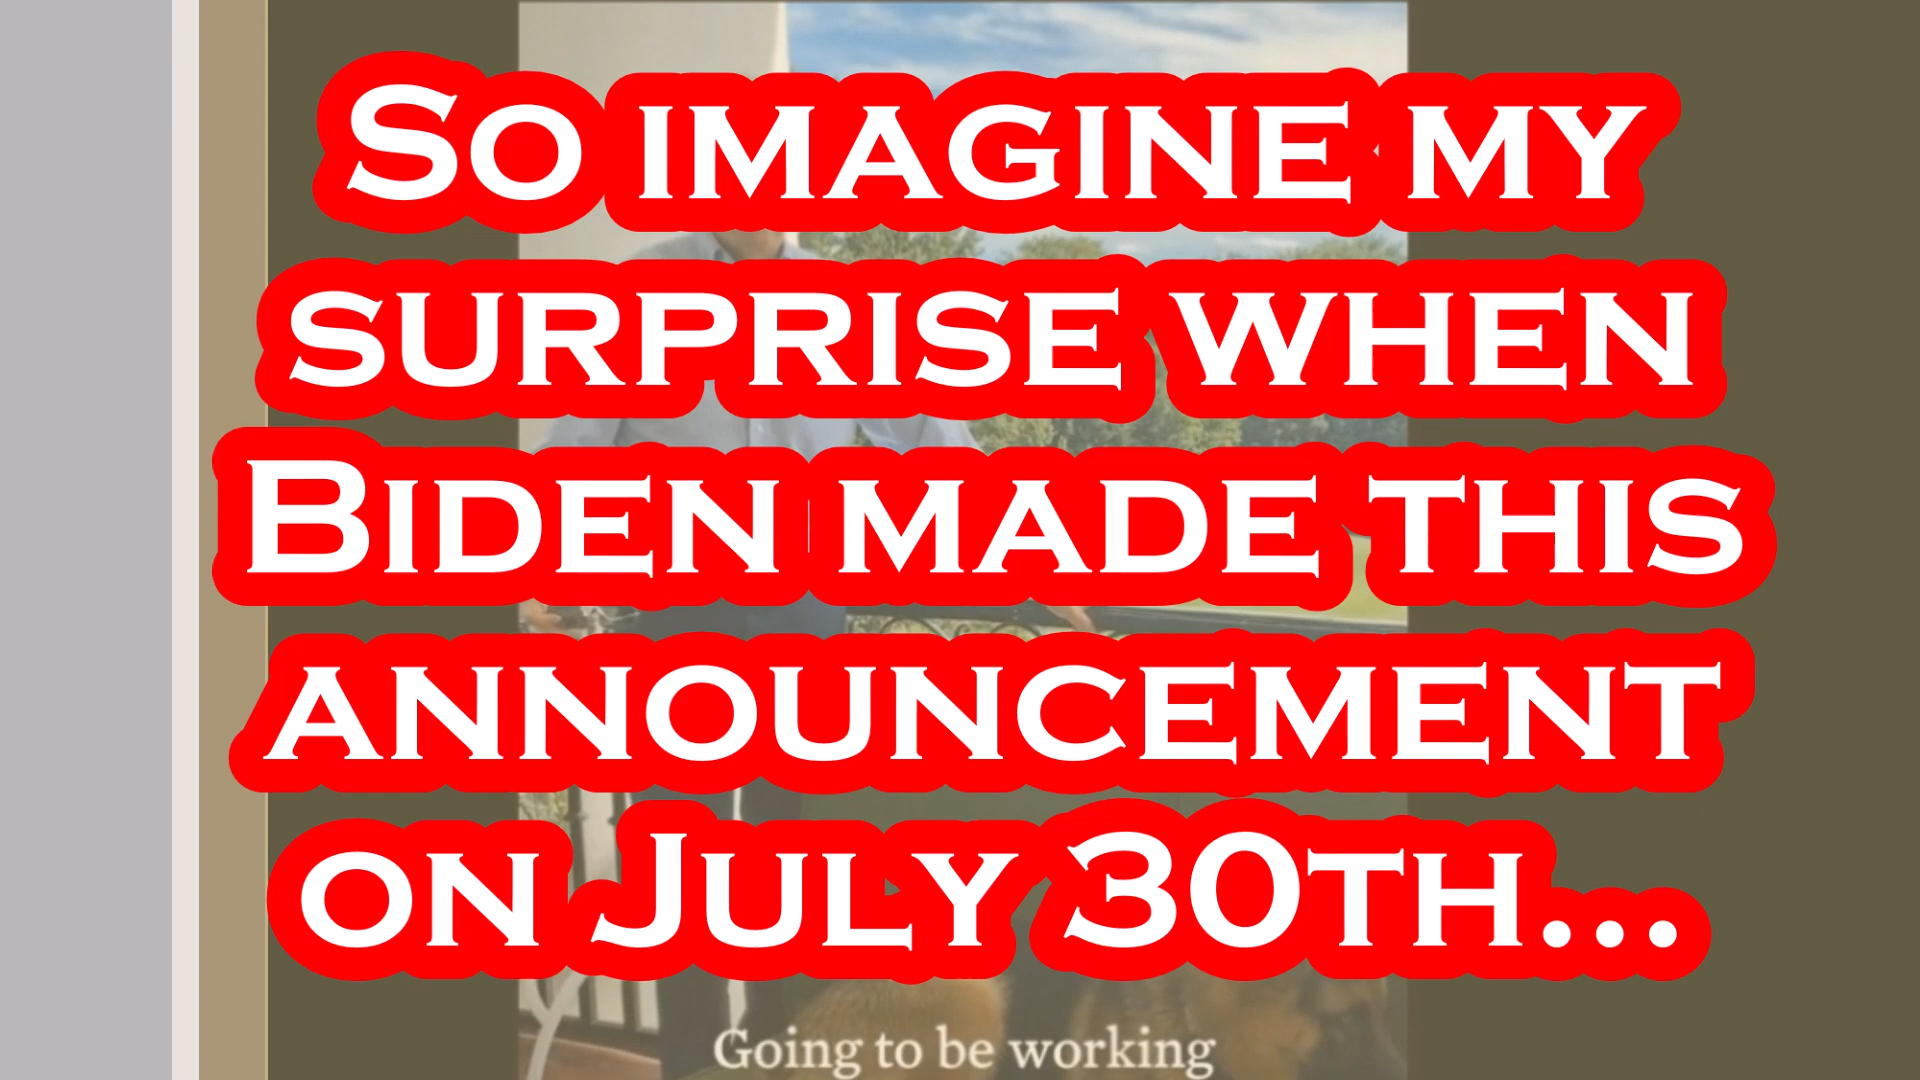 So imagine my
surprise when
Biden made this
announcement
on July 30th...
Going to be working